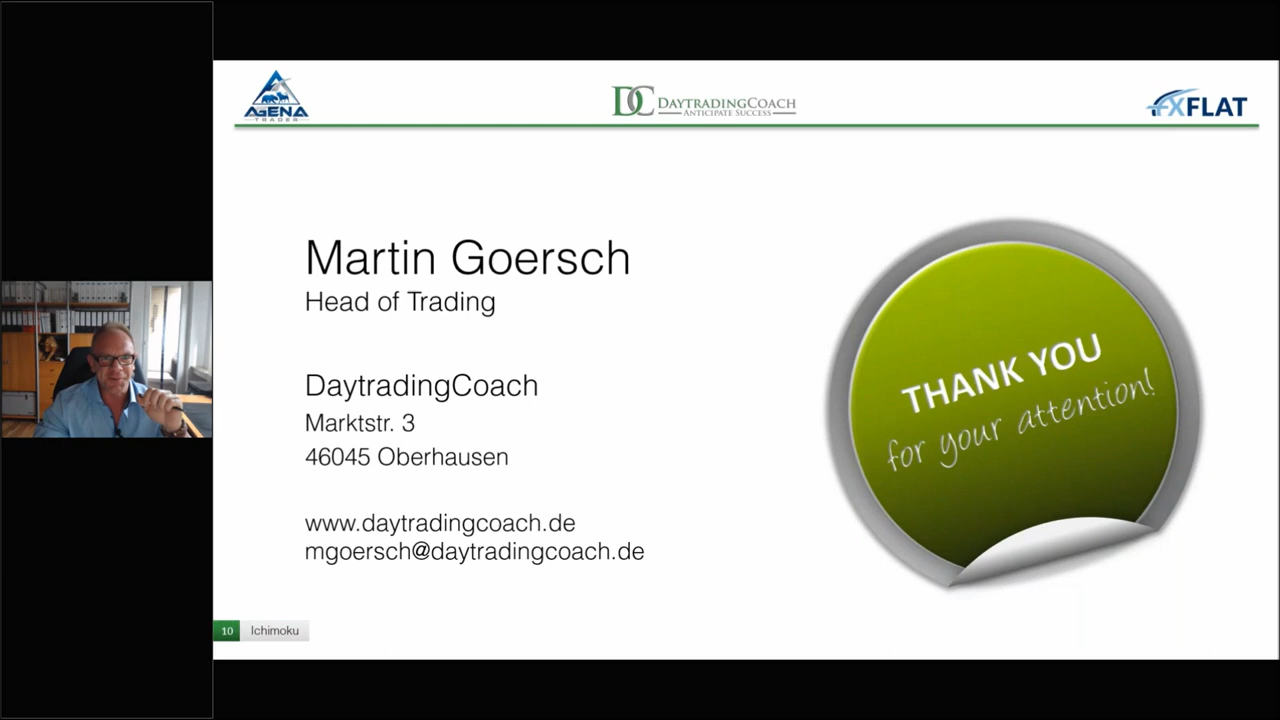 AGENA
TRADER
DC DAYTRADINGCOACH
ANTICIPATE SUCCESS
FXFLAT
Martin Goersch
Head of Trading
DaytradingCoach
Marktstr. 3
46045 Oberhausen
www.daytradingcoach.de
mgoersch@daytradingcoach.de
THANK YOU
for your attention!
10 Ichimoku